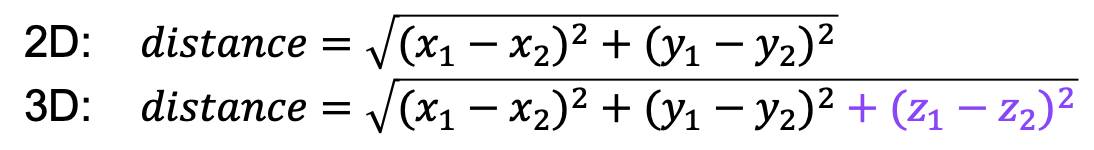 2D: distance = √(x₁ − x₂)² + (y₁ − y₂)²
3D: distance = √(x₁ − x₂)² + (y₁ − y₂)² + (z₁ − z₂)²